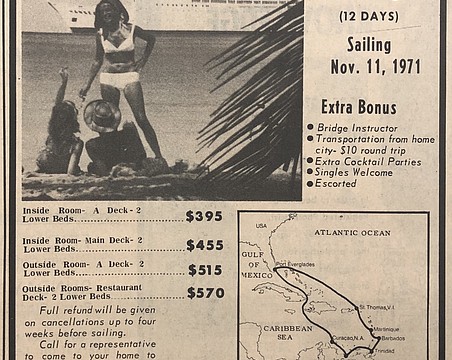 (12 DAYS)
Sailing
Nov. 11, 1971
Extra Bonus
● Bridge Instructor
● Transportation from home
city- $10 round trip
● Extra Cocktail Parties
● Singles Welcome
● Escorted
Inside Room- A Deck- 2
Lower Beds........................$395
Inside Room- Main Deck- 2
Lower Beds........................$455
Outside Room- A Deck- 2
Lower Beds........................$515
Outside Rooms- Restaurant
Deck- 2 Lower Beds..............$570
Full refund will be given
on cancellations up to four
weeks before sailing.
Call for a representative
to come to your home to
USA
ATLANTIC OCEAN
GULF
OF
MEXICO
Port Everglades
St. Thomas, V.I.
Martinique
Barbados
CARIBBEAN
SEA
Curaçao, N.A.
Trinidad